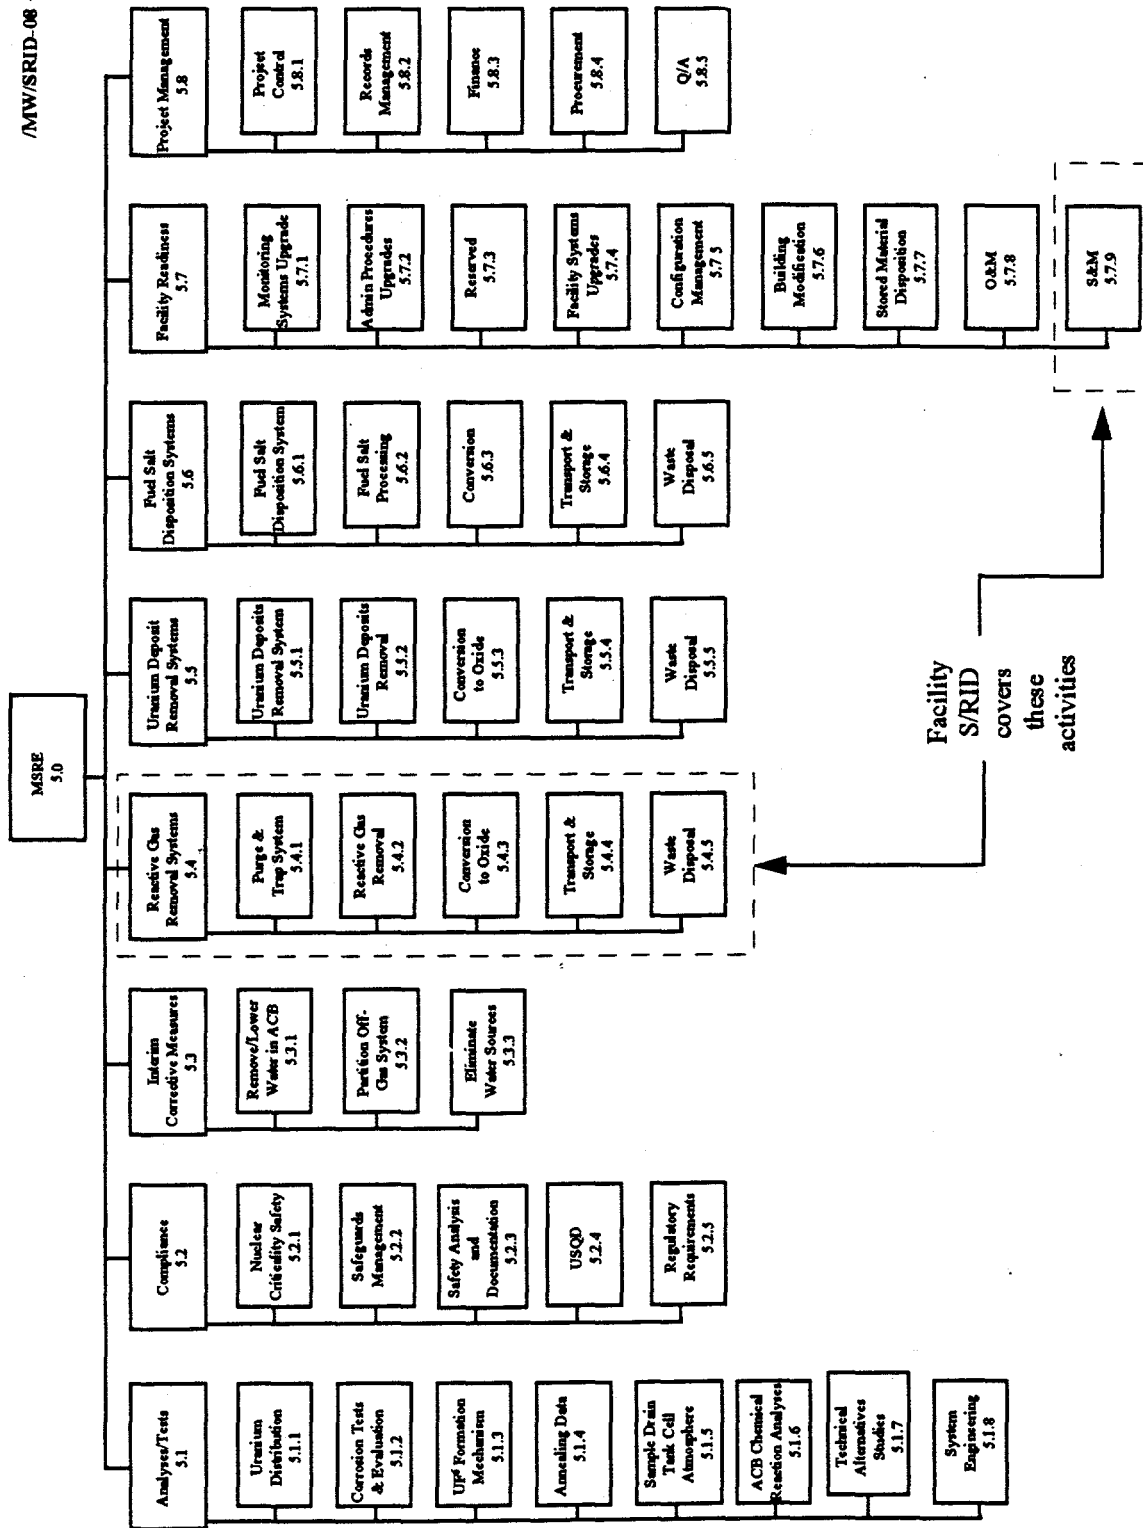 /MW/SRID-08
MSRE
5.0
Analyses/Tests
5.1
Uranium
Distribution
5.1.1
Corrosion Tests
& Evaluation
5.1.2
UF⁶ Formation
Mechanism
5.1.3
Annealing Data
5.1.4
Sample Drain
Tank Cell
Atmosphere
5.1.5
ACB Chemical
Reaction Analyses
5.1.6
Technical
Alternatives
Studies
5.1.7
System
Engineering
5.1.8
Compliance
5.2
Nuclear
Criticality Safety
5.2.1
Safeguards
Management
5.2.2
Safety Analysis
and
Documentation
5.2.3
USQD
5.2.4
Regulatory
Requirements
5.2.5
Interim
Corrective Measures
5.3
Remove/Lower
Water in ACB
5.3.1
Partition Off-
Gas System
5.3.2
Eliminate
Water Sources
5.3.3
Reactive Gas
Removal Systems
5.4
Purge &
Trap System
5.4.1
Reactive Gas
Removal
5.4.2
Conversion
to Oxide
5.4.3
Transport &
Storage
5.4.4
Waste
Disposal
5.4.5
Uranium Deposit
Removal Systems
5.5
Uranium Deposits
Removal System
5.5.1
Uranium Deposits
Removal
5.5.2
Conversion
to Oxide
5.5.3
Transport &
Storage
5.5.4
Waste
Disposal
5.5.5
Fuel Salt
Disposition Systems
5.6
Fuel Salt
Disposition System
5.6.1
Fuel Salt
Processing
5.6.2
Conversion
5.6.3
Transport &
Storage
5.6.4
Waste
Disposal
5.6.5
Facility Readiness
5.7
Monitoring
Systems Upgrade
5.7.1
Admin Procedures
Upgrades
5.7.2
Reserved
5.7.3
Facility Systems
Upgrades
5.7.4
Configuration
Management
5.7.5
Building
Modification
5.7.6
Stored Material
Disposition
5.7.7
O&M
5.7.8
S&M
5.7.9
Project Management
5.8
Project
Control
5.8.1
Records
Management
5.8.2
Finance
5.8.3
Procurement
5.8.4
Q/A
5.8.5
Facility
S/RID
covers
these
activities